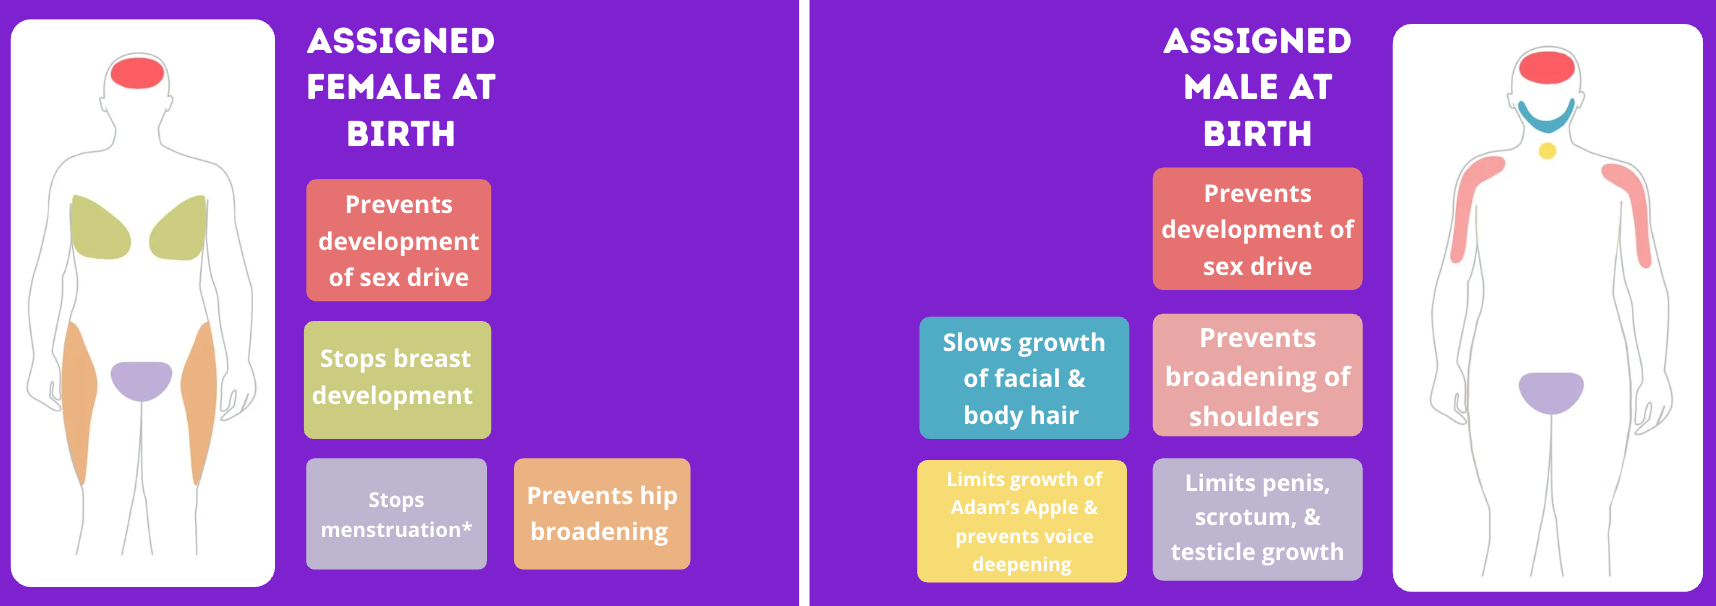 ASSIGNED
FEMALE AT
BIRTH
Prevents
development
of sex drive
Stops breast
development
Stops
menstruation*
Prevents hip
broadening
ASSIGNED
MALE AT
BIRTH
Prevents
development of
sex drive
Slows growth
of facial &
body hair
Prevents
broadening of
shoulders
Limits growth of
Adam’s Apple &
prevents voice
deepening
Limits penis,
scrotum, &
testicle growth